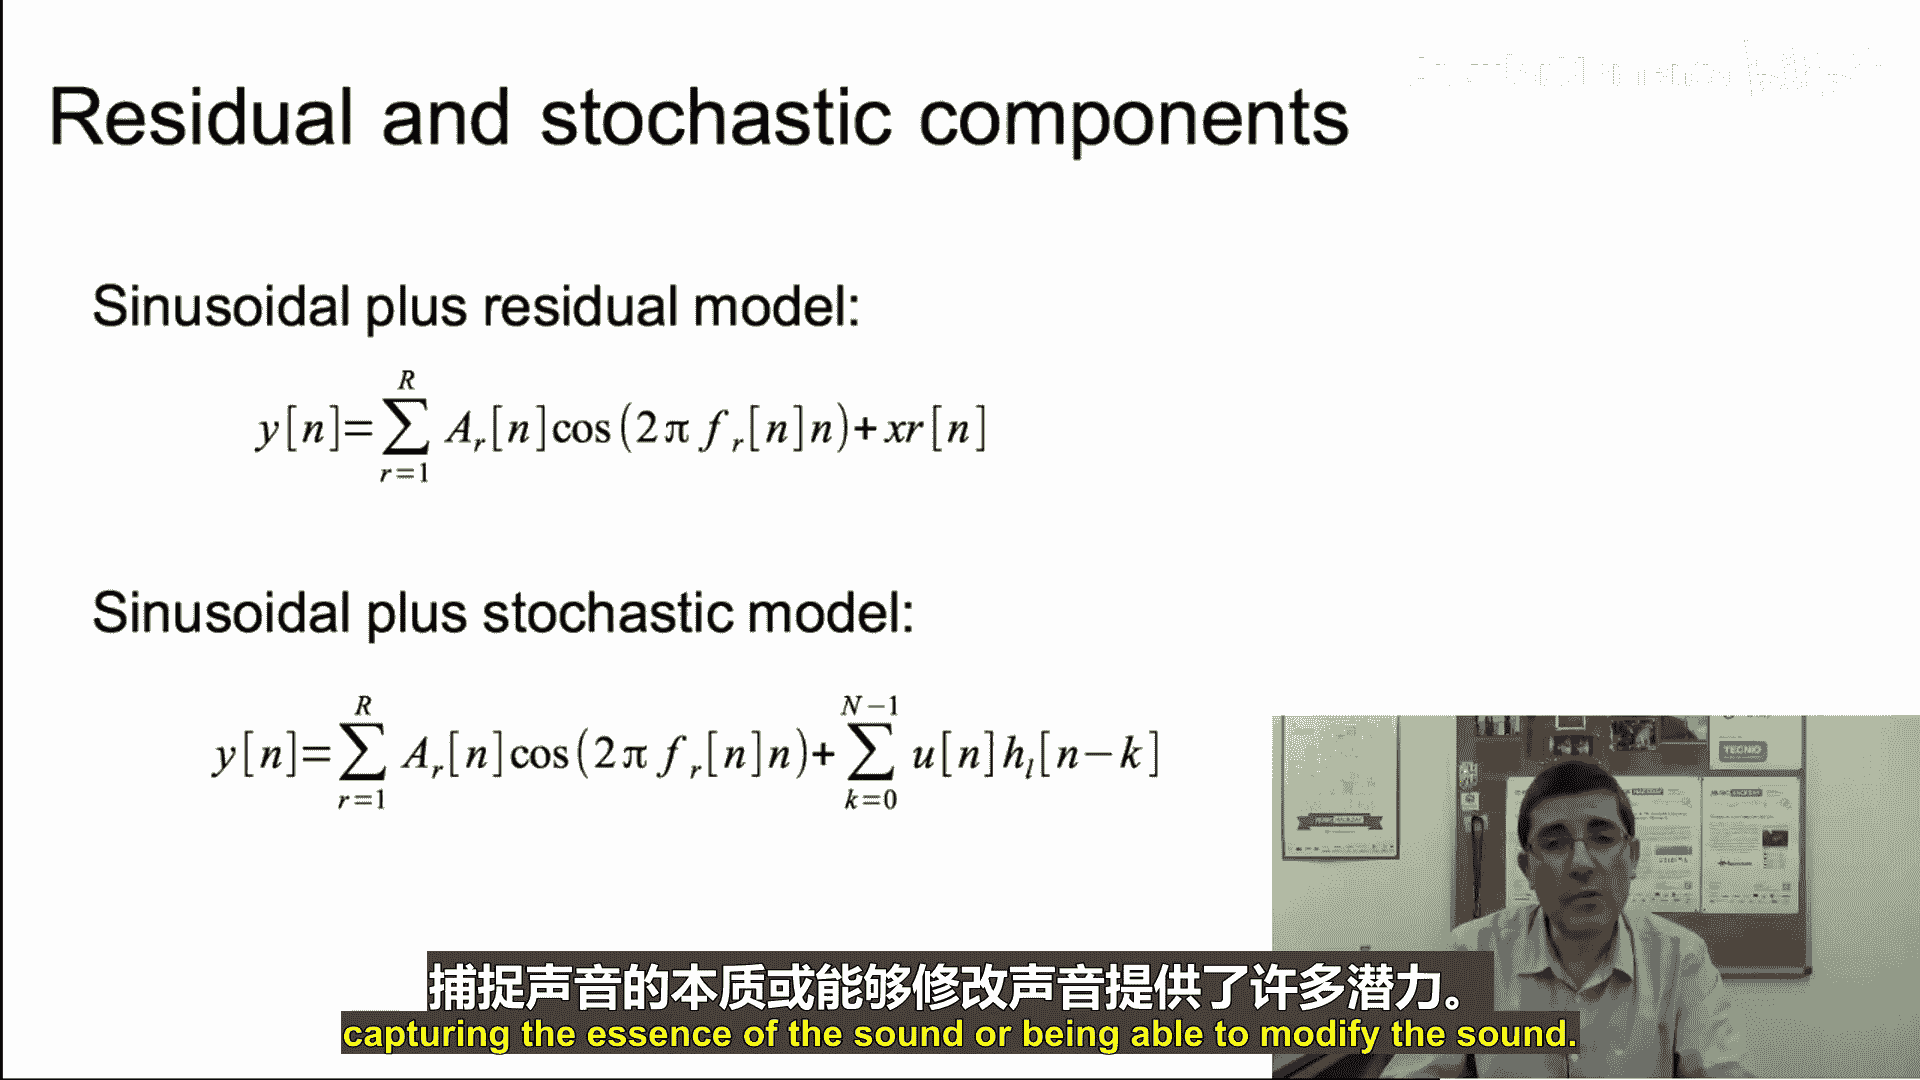 Residual and stochastic components
Sinusoidal plus residual model:
y[n]=∑_{r=1}^{R} A_r[n]cos(2π f_r[n]n)+xr[n]
Sinusoidal plus stochastic model:
y[n]=∑_{r=1}^{R} A_r[n]cos(2π f_r[n]n)+∑_{k=0}^{N−1} u[n]h_l[n−k]
TECNIO
捕捉声音的本质或能够修改声音提供了许多潜力。
capturing the essence of the sound or being able to modify the sound.